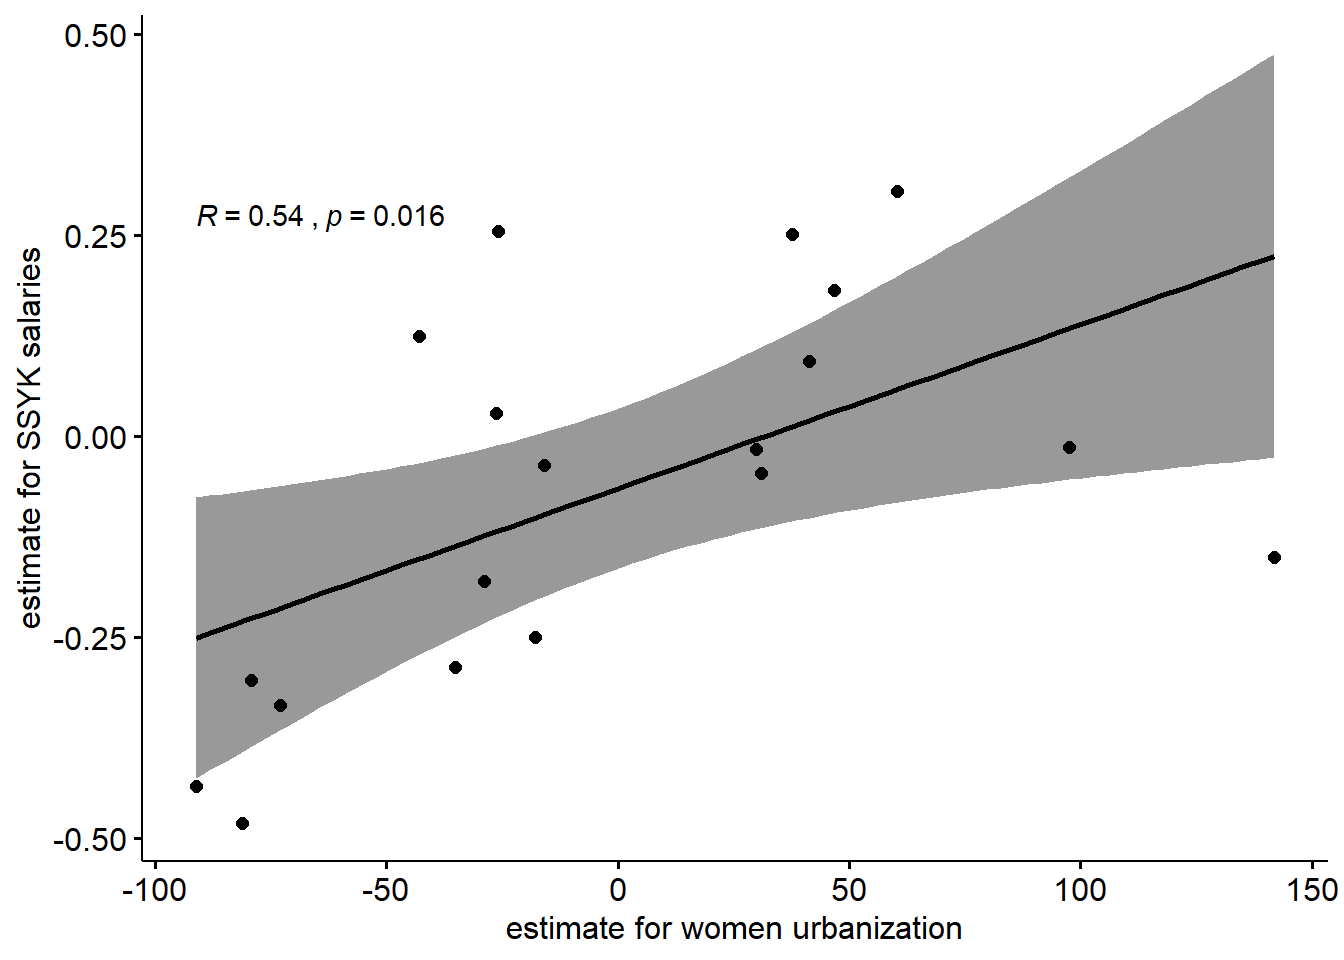 0.50
R = 0.54 , p = 0.016
0.25
0.00
-0.25
-0.50
estimate for SSYK salaries
-100 -50 0 50 100 150
estimate for women urbanization